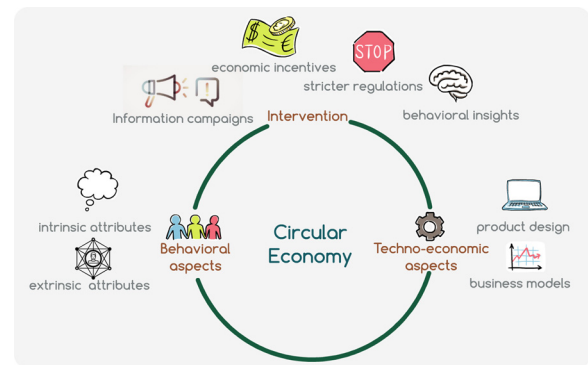 $ - €
economic incentives
STOP
stricter regulations
behavioral insights
!
Information campaigns
Intervention
intrinsic attributes
extrinsic attributes
Behavioral
aspects
Circular
Economy
Techno-economic
aspects
product design
business models